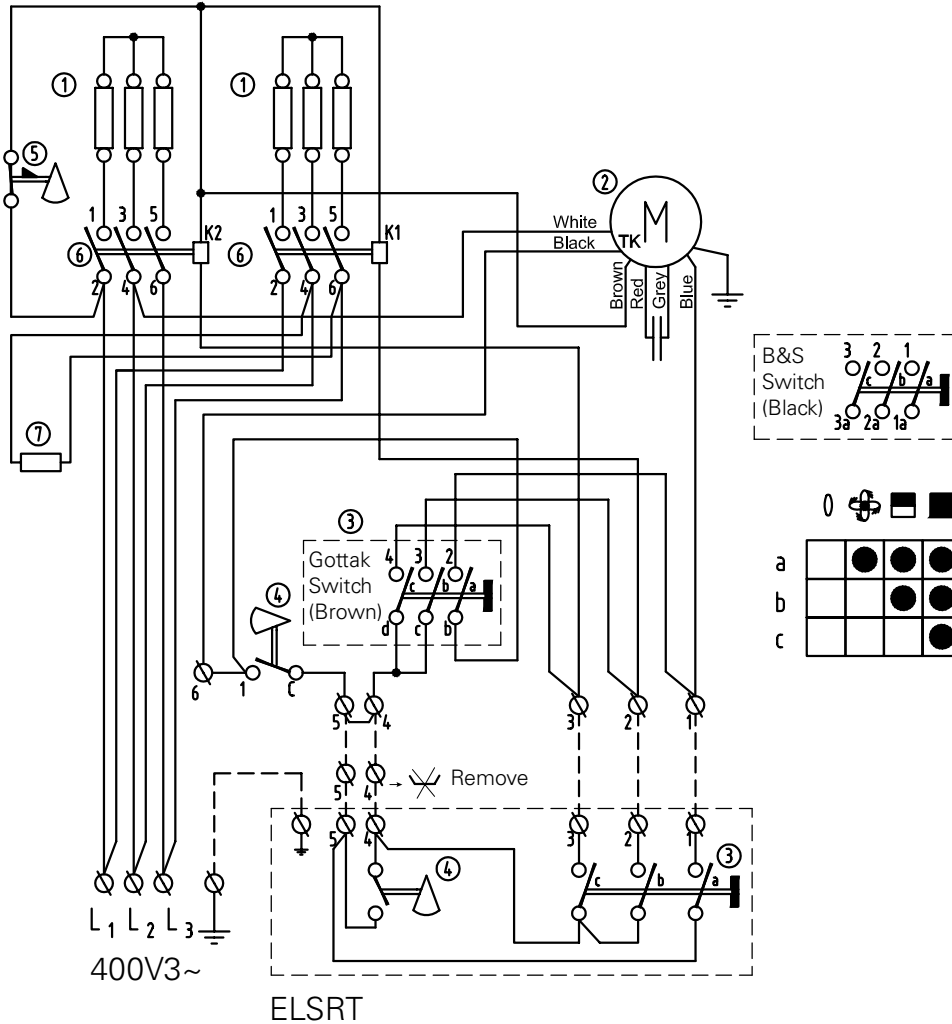 1
1
5
1 3 5
K2
1 3 5
K1
6
2 4 6
6
2 4 6
2
M
TK
White
Black
Brown
Red
Grey
Blue
B&S
Switch
(Black)
3 2 1
c b a
3a 2a 1a
7
3
Gottak
Switch
(Brown)
4 3 2
c b a
d c b
4
6
1 C
5 4
3 2 1
a
b
c
5 4
Remove
5 4
3 2 1
4
c b a
3
L1 L2 L3
400V3~
ELSRT